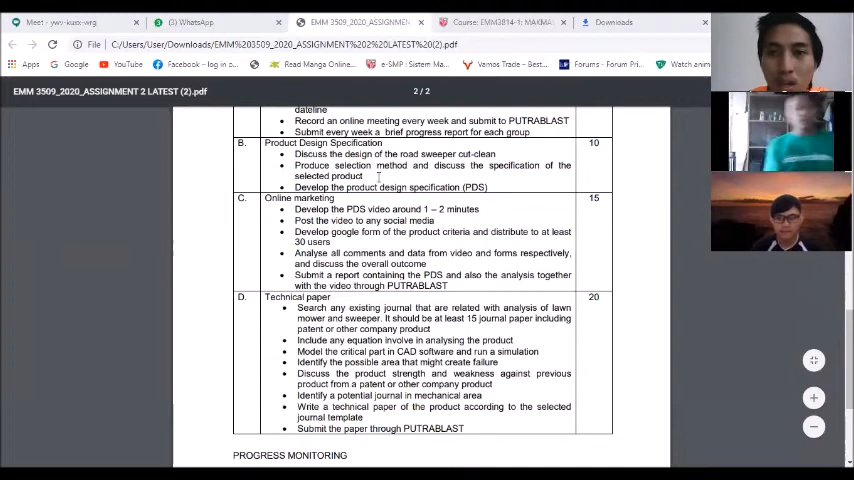 Meet - ywv-kuxx-wrg
(3) WhatsApp
EMM 3509_2020_ASSIGNMENT
Course: EMM3814-1: MAKMAL
Downloads
File
C:/Users/User/Downloads/EMM%203509_2020_ASSIGNMENT%202%20LATEST%20(2).pdf
Apps
Google
YouTube
Facebook – log in o...
Read Manga Onlinef...
e-SMP : Sistem Ma...
Vamos Trade – Best...
Forums - Forum Pri...
Watch anim
EMM 3509_2020_ASSIGNMENT 2 LATEST (2).pdf
2 / 2
dateline
Record an online meeting every week and submit to PUTRABLAST
Submit every week a brief progress report for each group
B. Product Design Specification 10
Discuss the design of the road sweeper cut-clean
Produce selection method and discuss the specification of the
selected product
Develop the product design specification (PDS)
C. Online marketing 15
Develop the PDS video around 1 – 2 minutes
Post the video to any social media
Develop google form of the product criteria and distribute to at least
30 users
Analyse all comments and data from video and forms respectively,
and discuss the overall outcome
Submit a report containing the PDS and also the analysis together
with the video through PUTRABLAST
D. Technical paper 20
Search any existing journal that are related with analysis of lawn
mower and sweeper. It should be at least 15 journal paper including
patent or other company product
Include any equation involve in analysing the product
Model the critical part in CAD software and run a simulation
Identify the possible area that might create failure
Discuss the product strength and weakness against previous
product from a patent or other company product
Identify a potential journal in mechanical area
Write a technical paper of the product according to the selected
journal template
Submit the paper through PUTRABLAST
PROGRESS MONITORING